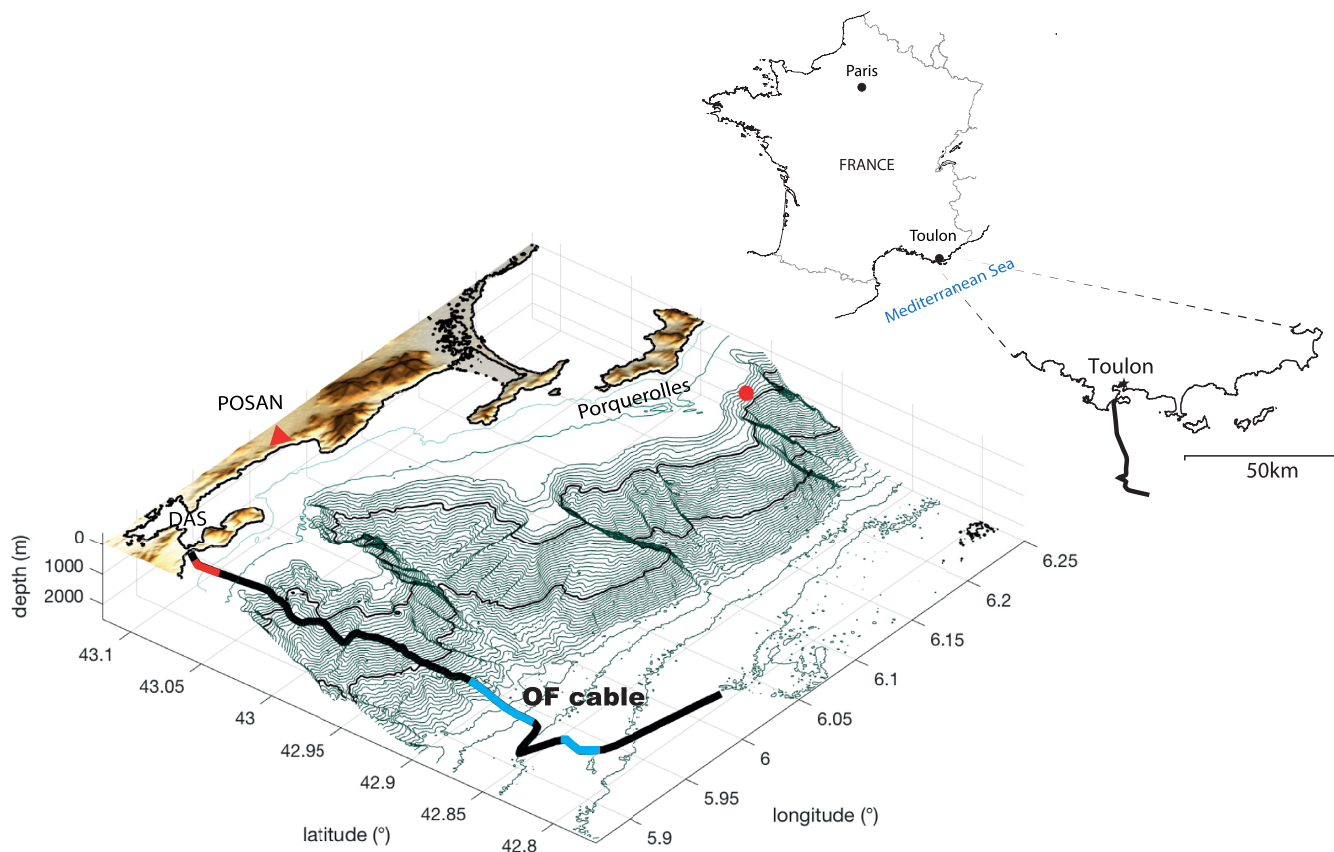 Paris
FRANCE
Toulon
Mediterranean Sea
Toulon
50km
POSAN
Porquerolles
DAS
OF cable
depth (m)
0
1000
2000
43.1
43.05
43
42.95
42.9
42.85
42.8
latitude (°)
6.25
6.2
6.15
6.1
6.05
6
5.95
5.9
longitude (°)